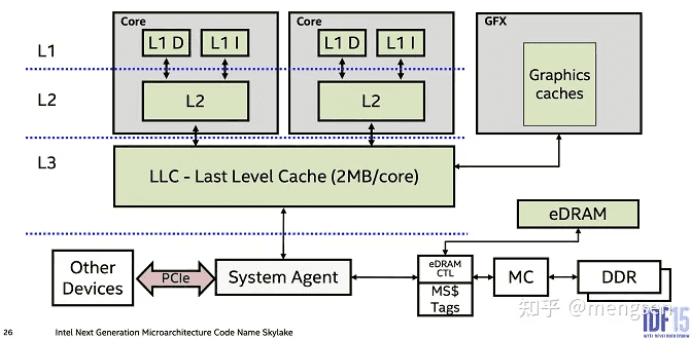 Core
Core
GFX
L1
L1 D
L1 I
L1 D
L1 I
Graphics
caches
L2
L2
L2
L3
LLC - Last Level Cache (2MB/core)
eDRAM
Other
Devices
PCIe
System Agent
eDRAM
CTL
MS$
Tags
MC
DDR
知乎 @mengsen
26
Intel Next Generation Microarchitecture Code Name Skylake
IDF15